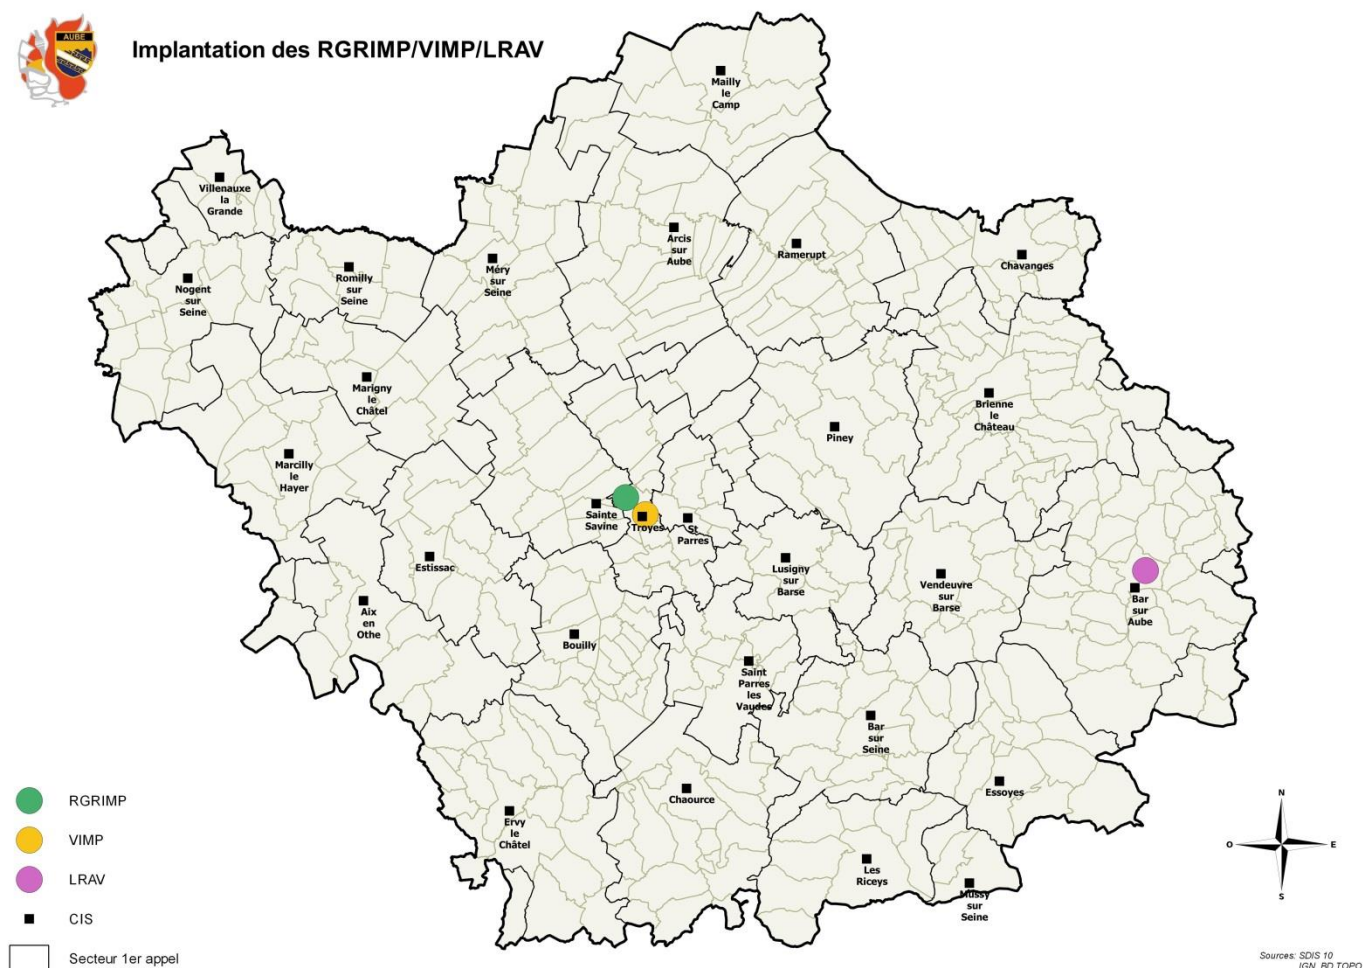 AUBE
Implantation des RGRIMP/VIMP/LRAV
Mailly
le
Camp
Villenauxe
la
Grande
Arcis
sur
Aube
Ramerupt
Chavanges
Méry
sur
Seine
Romilly
sur
Seine
Nogent
sur
Seine
Marigny
le
Châtel
Brienne
le
Château
Piney
Marcilly
le
Hayer
Sainte
Savine
Troyes
St
Parres
Estissac
Lusigny
sur
Barse
Vendeuvre
sur
Barse
Bar
sur
Aube
Aix
en
Othe
Bouilly
Saint
Parres
les
Vaudes
Bar
sur
Seine
Essoyes
Chaource
Ervy
le
Châtel
Les
Riceys
Mussy
sur
Seine
RGRIMP
VIMP
LRAV
CIS
Secteur 1er appel
N
O
E
S
Sources: SDIS 10
IGN, BD TOPO